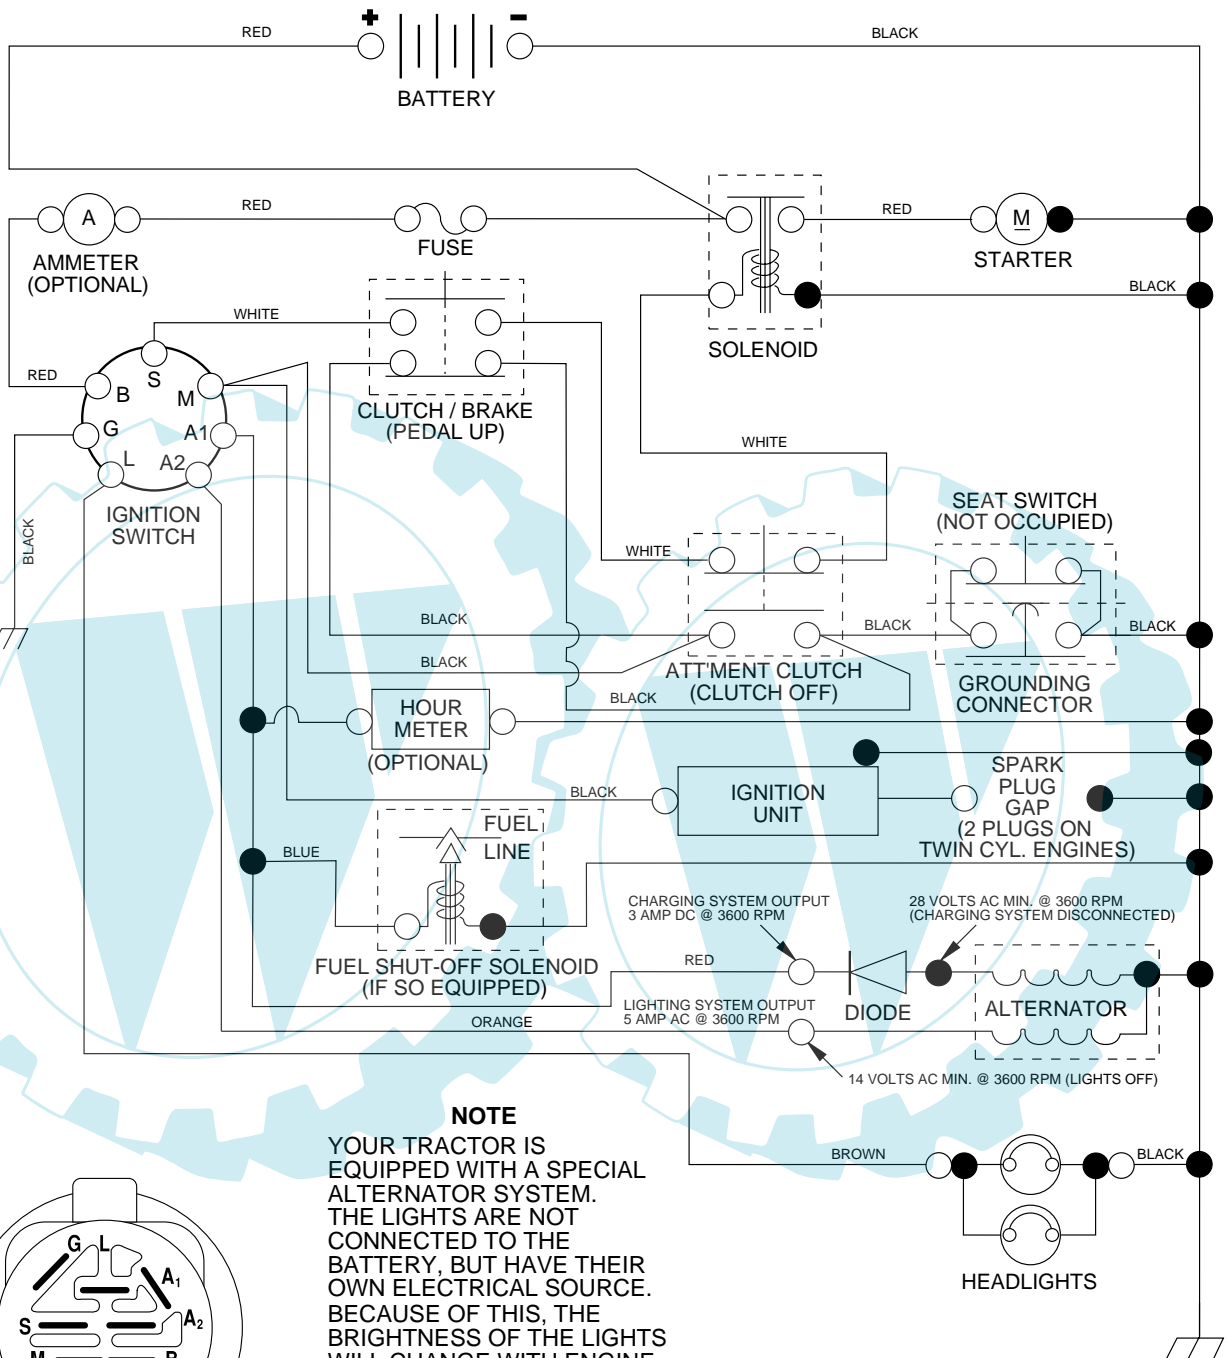 + -
RED
BLACK
BATTERY
A
RED
FUSE
RED
M
STARTER
AMMETER
(OPTIONAL)
BLACK
WHITE
SOLENOID
RED
S
B
M
G
A1
L
A2
CLUTCH / BRAKE
(PEDAL UP)
WHITE
IGNITION
SWITCH
BLACK
SEAT SWITCH
(NOT OCCUPIED)
WHITE
BLACK
BLACK
BLACK
BLACK
ATT'MENT CLUTCH
(CLUTCH OFF)
BLACK
GROUNDING
CONNECTOR
HOUR
METER
(OPTIONAL)
BLACK
IGNITION
UNIT
SPARK
PLUG
GAP
(2 PLUGS ON
TWIN CYL. ENGINES)
FUEL
LINE
BLUE
CHARGING SYSTEM OUTPUT
3 AMP DC @ 3600 RPM
28 VOLTS AC MIN. @ 3600 RPM
(CHARGING SYSTEM DISCONNECTED)
FUEL SHUT-OFF SOLENOID
(IF SO EQUIPPED)
RED
DIODE
ALTERNATOR
LIGHTING SYSTEM OUTPUT
5 AMP AC @ 3600 RPM
ORANGE
14 VOLTS AC MIN. @ 3600 RPM (LIGHTS OFF)
NOTE
YOUR TRACTOR IS
EQUIPPED WITH A SPECIAL
ALTERNATOR SYSTEM.
THE LIGHTS ARE NOT
CONNECTED TO THE
BATTERY, BUT HAVE THEIR
OWN ELECTRICAL SOURCE.
BECAUSE OF THIS, THE
BRIGHTNESS OF THE LIGHTS
WILL CHANGE WITH ENGINE
BROWN
BLACK
HEADLIGHTS
G
L
A1
A2
S
M
B